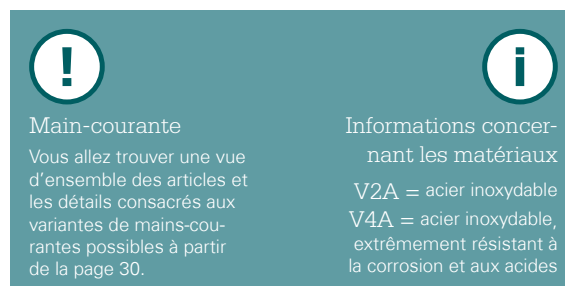 !
Main-courante
Vous allez trouver une vue
d'ensemble des articles et
les détails consacrés aux
variantes de mains-cou-
rantes possibles à partir
de la page 30.
i
Informations concer-
nant les matériaux
V2A = acier inoxydable
V4A = acier inoxydable,
extrêmement résistant à
la corrosion et aux acides